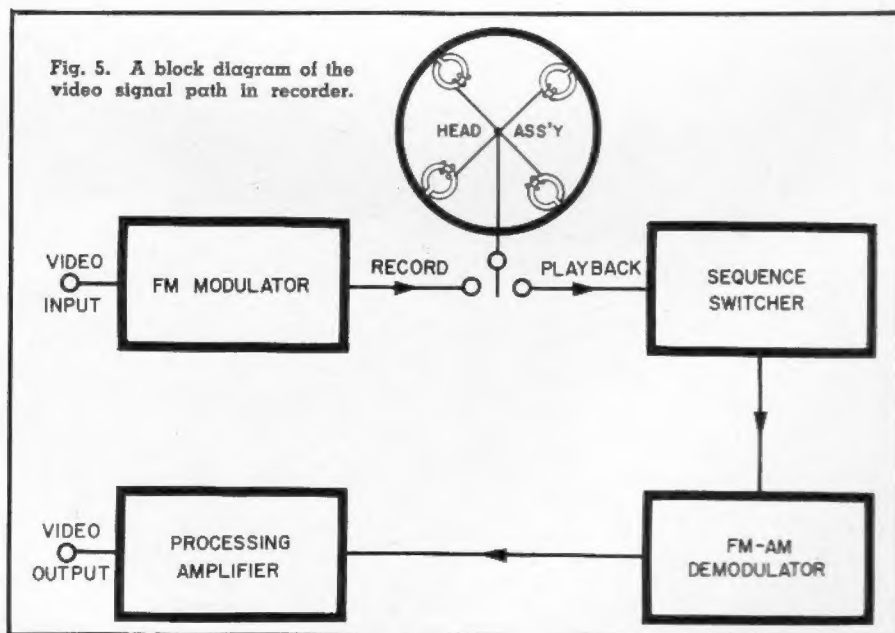 Fig. 5. A block diagram of the
video signal path in recorder.
HEAD ASS'Y
VIDEO
INPUT
FM MODULATOR
RECORD
PLAYBACK
SEQUENCE
SWITCHER
VIDEO
OUTPUT
PROCESSING
AMPLIFIER
FM-AM
DEMODULATOR